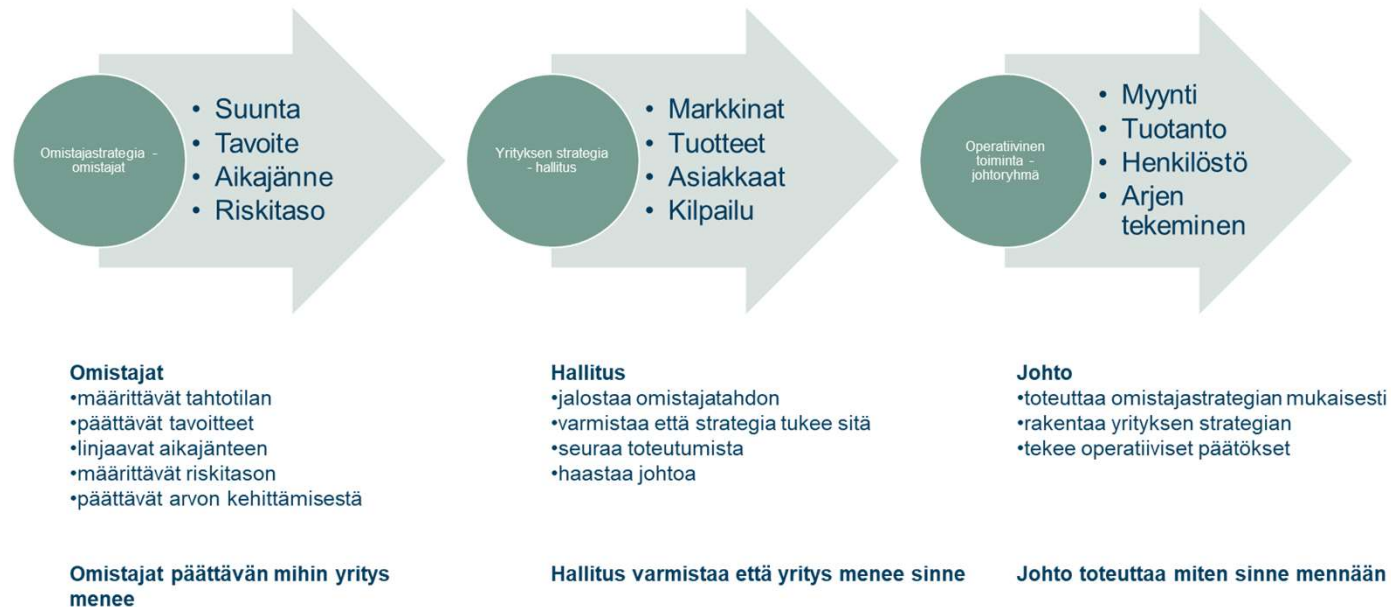 Omistajastrategia -
omistajat
• Suunta
• Tavoite
• Aikajänne
• Riskitaso
Yrityksen strategia
- hallitus
• Markkinat
• Tuotteet
• Asiakkaat
• Kilpailu
Operatiivinen
toiminta -
johtoryhmä
• Myynti
• Tuotanto
• Henkilöstö
• Arjen
tekeminen
Omistajat
•määrittävät tahtotilan
•päättävät tavoitteet
•linjaavat aikajänteen
•määrittävät riskitason
•päättävät arvon kehittämisestä
Omistajat päättävän mihin yritys
menee
Hallitus
•jalostaa omistajatahdon
•varmistaa että strategia tukee sitä
•seuraa toteutumista
•haastaa johtoa
Hallitus varmistaa että yritys menee sinne
Johto
•toteuttaa omistajastrategian mukaisesti
•rakentaa yrityksen strategian
•tekee operatiiviset päätökset
Johto toteuttaa miten sinne mennään